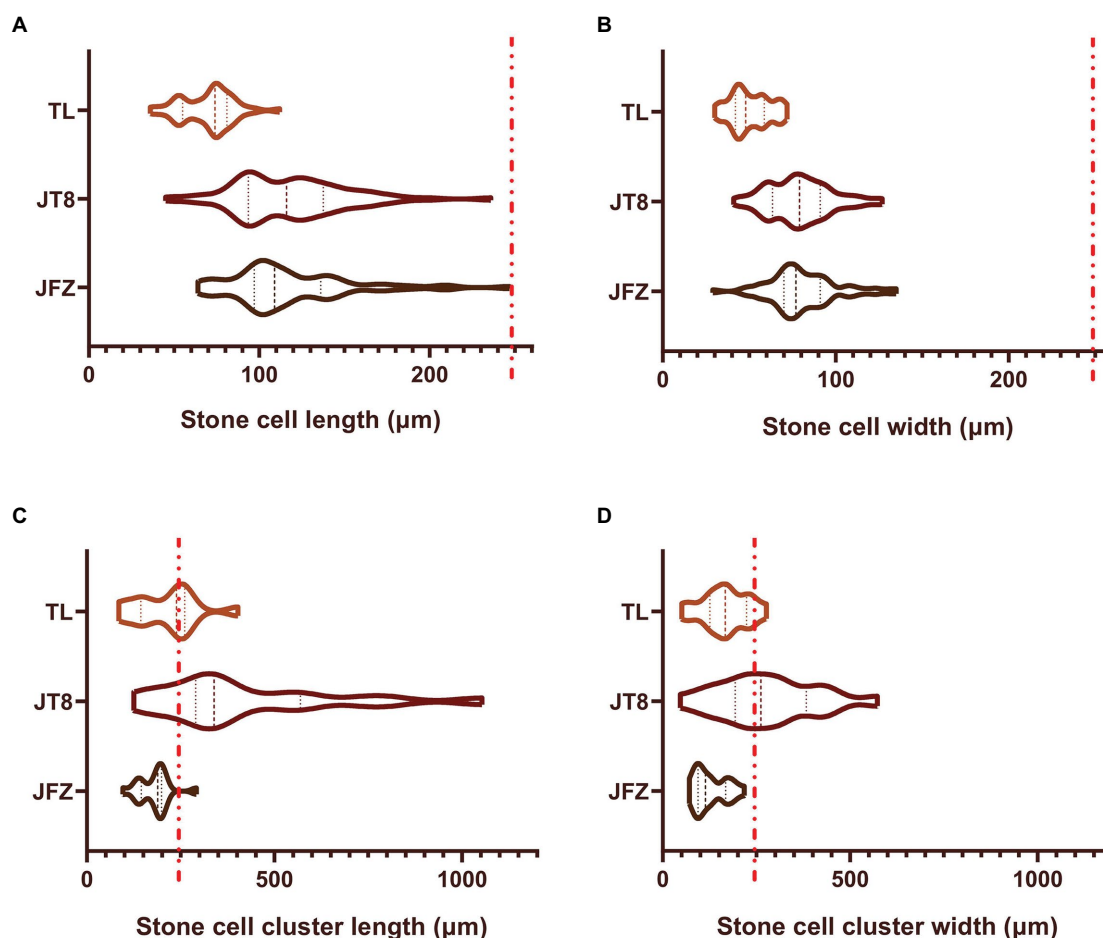 A
TL
JT8
JFZ
0 100 200
Stone cell length (µm)
B
TL
JT8
JFZ
0 100 200
Stone cell width (µm)
C
TL
JT8
JFZ
0 500 1000
Stone cell cluster length (µm)
D
TL
JT8
JFZ
0 500 1000
Stone cell cluster width (µm)